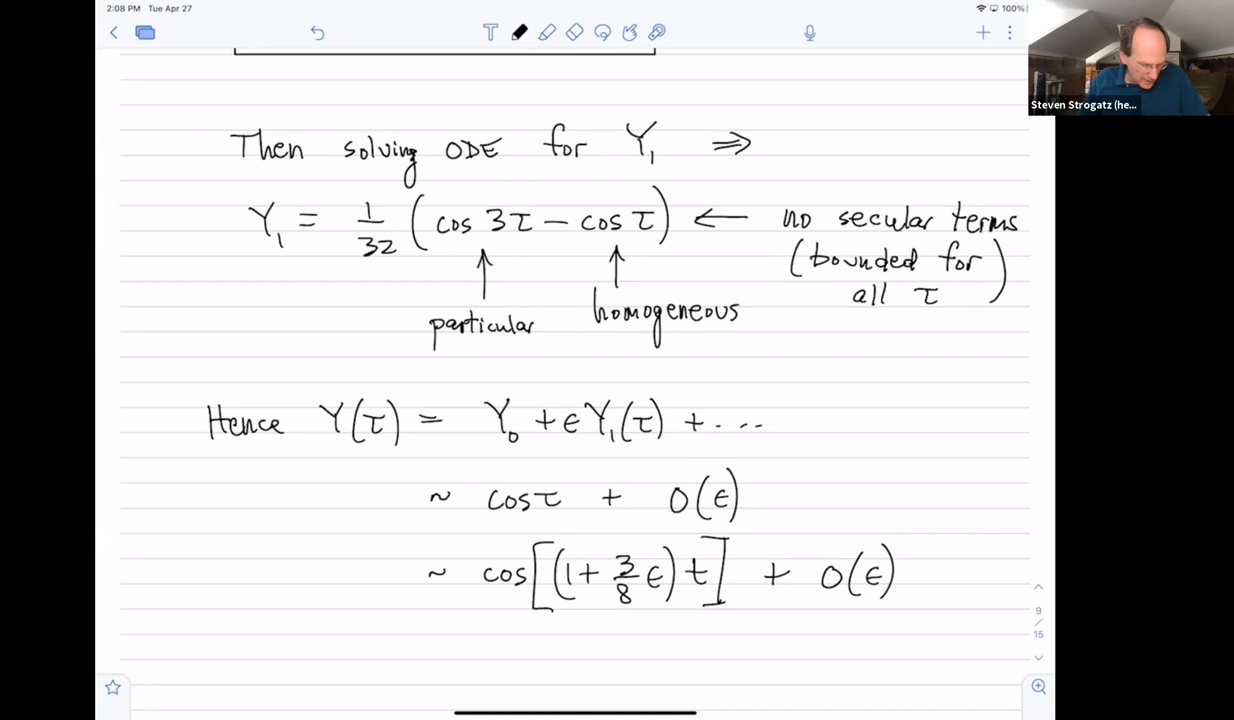 2:08 PM Tue Apr 27
100%
Steven Strogatz (he...
Then solving ODE for Y₁ ⇒
Y₁ = 1/32 (cos 3τ − cos τ) ← no secular terms
(bounded for
all τ)
particular
homogeneous
Hence Y(τ) = Y₀ + ϵY₁(τ) + ...
~ cos τ + O(ϵ)
~ cos[(1 + 3/8 ϵ) t] + O(ϵ)
9
/
15